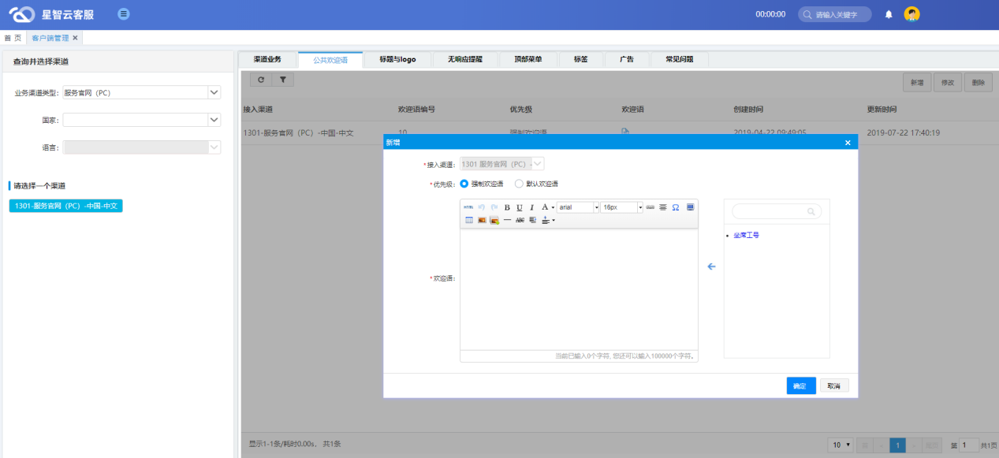 星智云客服
00:00:00
请输入关键字
首 页
客户端管理
查询并选择渠道
渠道业务
公共欢迎语
标题与logo
无响应提醒
顶部菜单
标签
广告
常见问题
新增
修改
删除
业务渠道类型:
服务官网（PC）
接入渠道
欢迎语编号
优先级
欢迎语
创建时间
更新时间
国家:
1301-服务官网（PC）-中国-中文
10
强制欢迎语
2019-04-22 09:49:05
2019-07-22 17:40:19
语言:
请选择一个渠道
1301-服务官网（PC）-中国-中文
新增
*接入渠道:
1301 服务官网（PC）-
*优先级:
强制欢迎语
默认欢迎语
HTML
B U I A
arial
16px
Ω
ABC
坐席工号
*欢迎语:
当前已输入0个字符, 您还可以输入100000个字符。
确定
取消
显示1-1条/耗时0.00s， 共1条
10
1
第 1 共1页